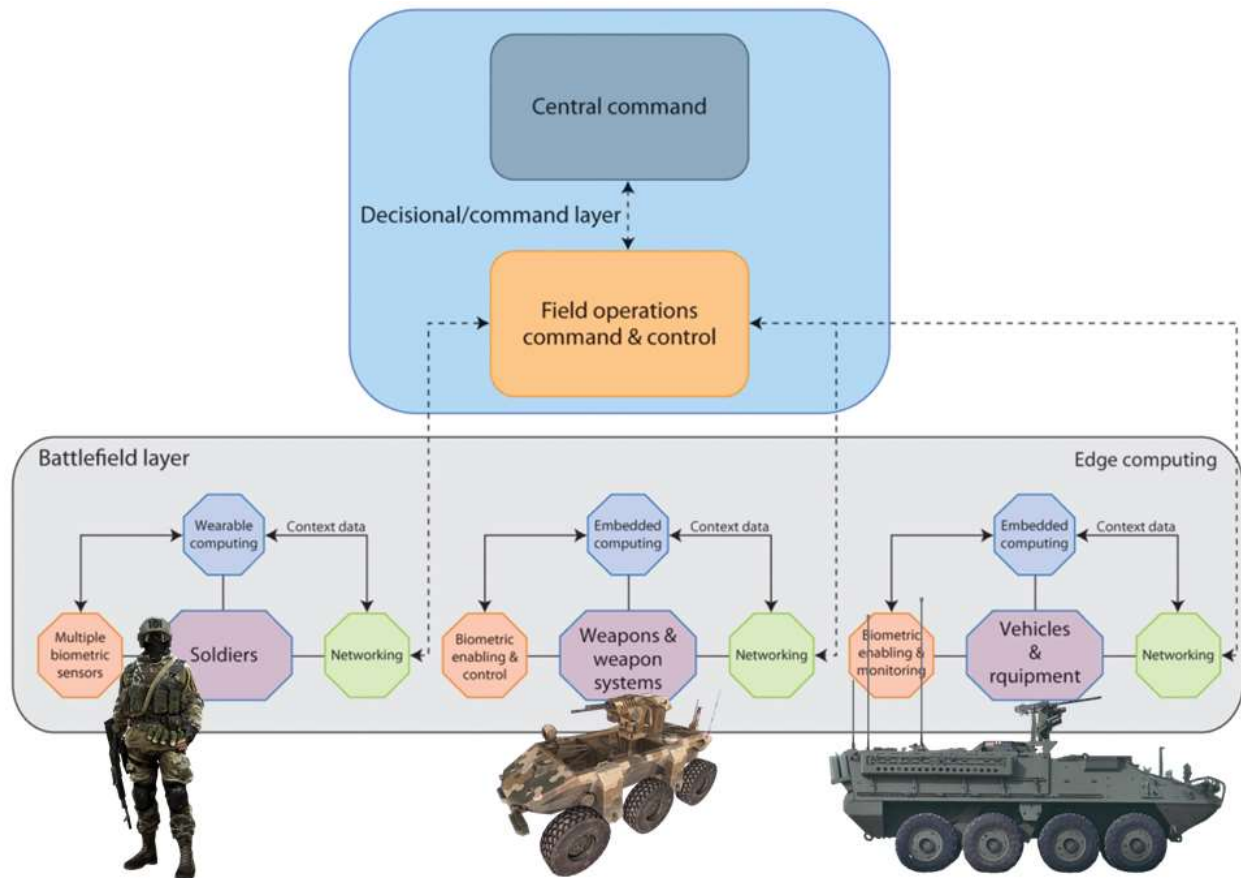 Central command
Decisional/command layer
Field operations
command & control
Battlefield layer
Edge computing
Wearable
computing
Context data
Multiple
biometric
sensors
Soldiers
Networking
Embedded
computing
Context data
Biometric
enabling &
control
Weapons &
weapon
systems
Networking
Embedded
computing
Context data
Biometric
enabling &
monitoring
Vehicles
&
rquipment
Networking